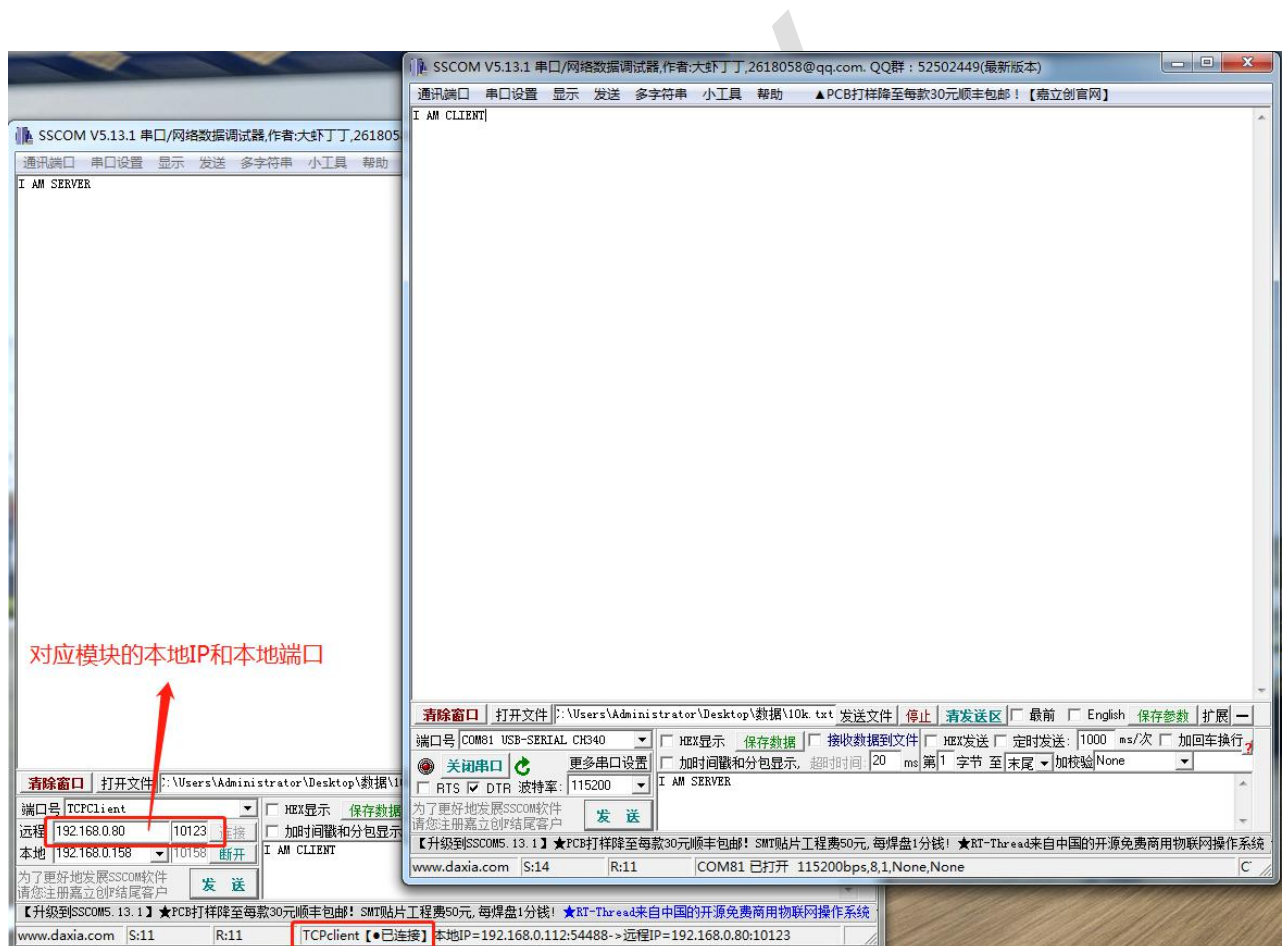 SSCOM V5.13.1 串口/网络数据调试器,作者:大虾丁丁,2618058@qq.com. QQ群：52502449(最新版本)
通讯端口 串口设置 显示 发送 多字符串 小工具 帮助 ▲PCB打样降至每款30元顺丰包邮！【嘉立创官网】
I AM CLIENT
清除窗口 打开文件 :\Users\Administrator\Desktop\数据\10k.txt 发送文件 停止 清发送区 最前 English 保存参数 扩展 —
端口号 COM81 USB-SERIAL CH340 HEX显示 保存数据 接收数据到文件 HEX发送 定时发送: 1000 ms/次 加回车换行
关闭串口 更多串口设置 加时间戳和分包显示, 超时时间: 20 ms 第 1 字节 至 末尾 加校验 None
RTS DTR 波特率: 115200
I AM SERVER
为了更好地发展SSCOM软件
请您注册嘉立创F结尾客户
发 送
【升级到SSCOM5.13.1】★PCB打样降至每款30元顺丰包邮! SMT贴片工程费50元, 每焊盘1分钱! ★RT-Thread来自中国的开源免费商用物联网操作系统
www.daxia.com S:14 R:11 COM81 已打开 115200bps,8,1,None,None
SSCOM V5.13.1 串口/网络数据调试器,作者:大虾丁丁,261805
通讯端口 串口设置 显示 发送 多字符串 小工具 帮助
I AM SERVER
对应模块的本地IP和本地端口
清除窗口 打开文件 :\Users\Administrator\Desktop\数据\1
端口号 TCPClient HEX显示 保存数据
远程 192.168.0.80 10123 连接 加时间戳和分包显示
本地 192.168.0.158 10158 断开
I AM CLIENT
为了更好地发展SSCOM软件
请您注册嘉立创F结尾客户
发 送
【升级到SSCOM5.13.1】★PCB打样降至每款30元顺丰包邮! SMT贴片工程费50元, 每焊盘1分钱! ★RT-Thread来自中国的开源免费商用物联网操作系统
www.daxia.com S:11 R:11 TCPclient【●已连接】本地IP=192.168.0.112:54488->远程IP=192.168.0.80:10123